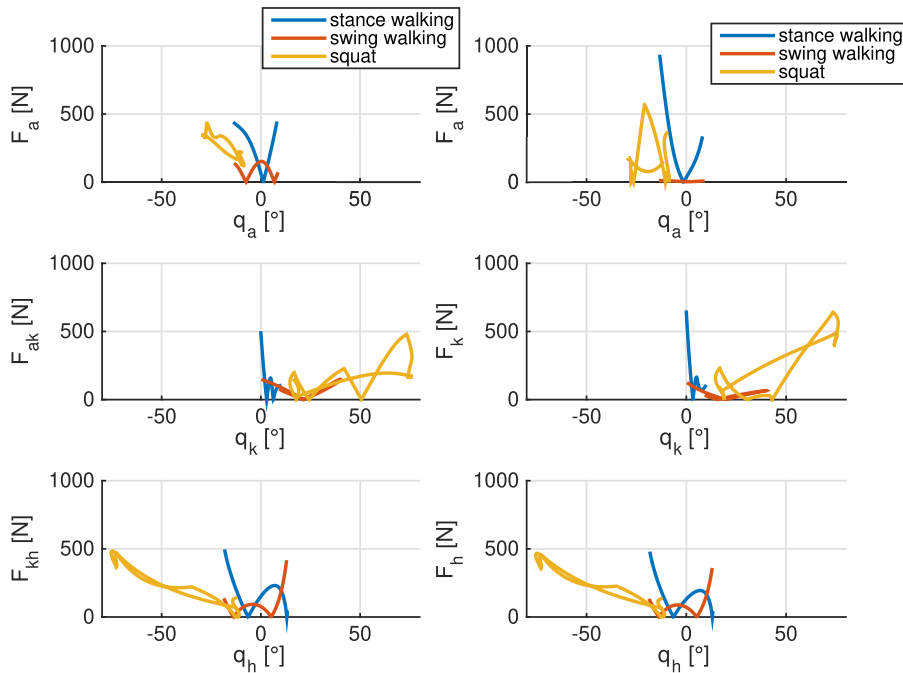 stance walking
swing walking
squat
1000
500
0
F_a [N]
-50 0 50
q_a [°]
stance walking
swing walking
squat
1000
500
0
F_a [N]
-50 0 50
q_a [°]
1000
500
0
F_ak [N]
-50 0 50
q_k [°]
1000
500
0
F_k [N]
-50 0 50
q_k [°]
1000
500
0
F_kh [N]
-50 0 50
q_h [°]
1000
500
0
F_h [N]
-50 0 50
q_h [°]